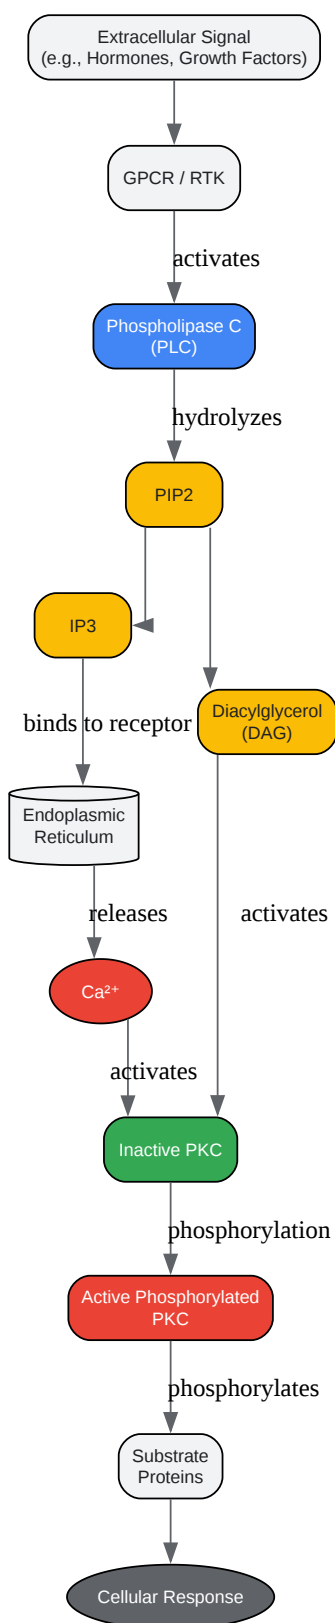 Extracellular Signal
(e.g., Hormones, Growth Factors)
GPCR / RTK
activates
Phospholipase C
(PLC)
hydrolyzes
PIP2
IP3
Diacylglycerol
(DAG)
binds to receptor
Endoplasmic
Reticulum
releases
activates
Ca²⁺
activates
Inactive PKC
phosphorylation
Active Phosphorylated
PKC
phosphorylates
Substrate
Proteins
Cellular Response